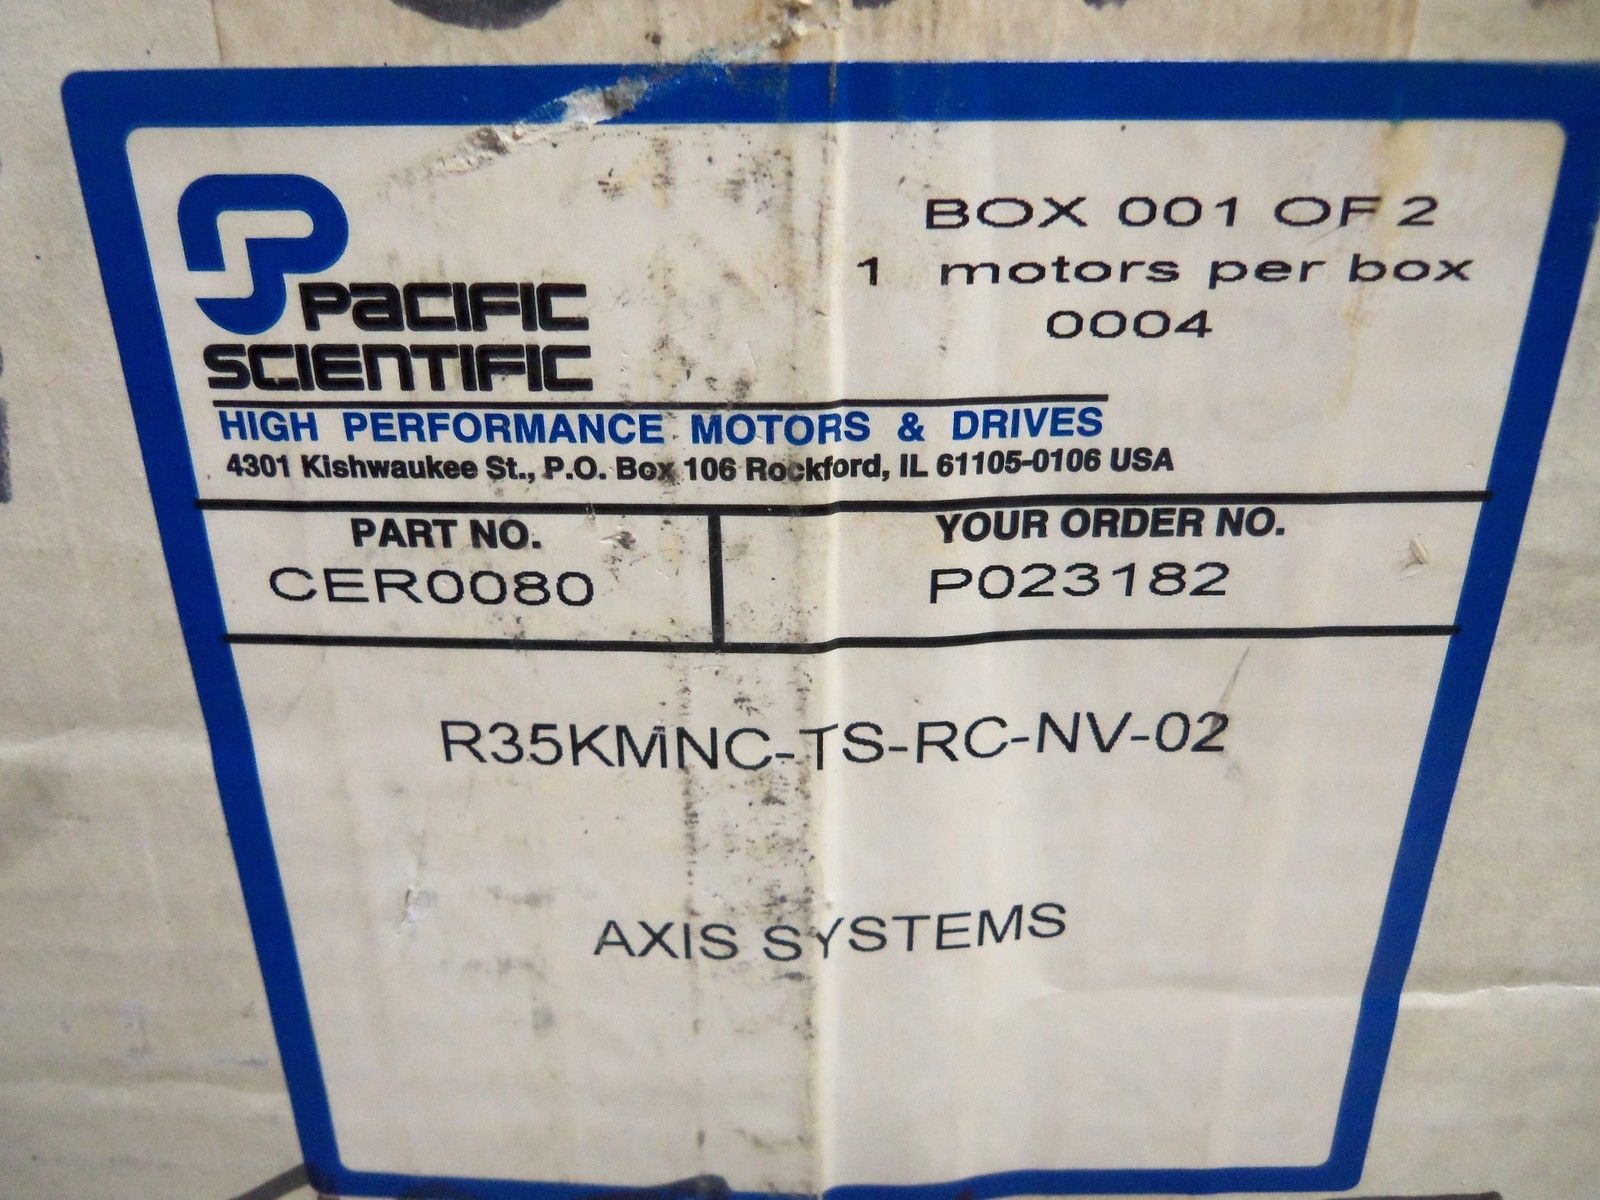 BOX 001 OF 2
1 motors per box
0004
PACIFIC
SCIENTIFIC
HIGH PERFORMANCE MOTORS & DRIVES
4301 Kishwaukee St., P.O. Box 106 Rockford, IL 61105-0106 USA
PART NO.
CER0080
YOUR ORDER NO.
P023182
R35KMNC-TS-RC-NV-02
AXIS SYSTEMS